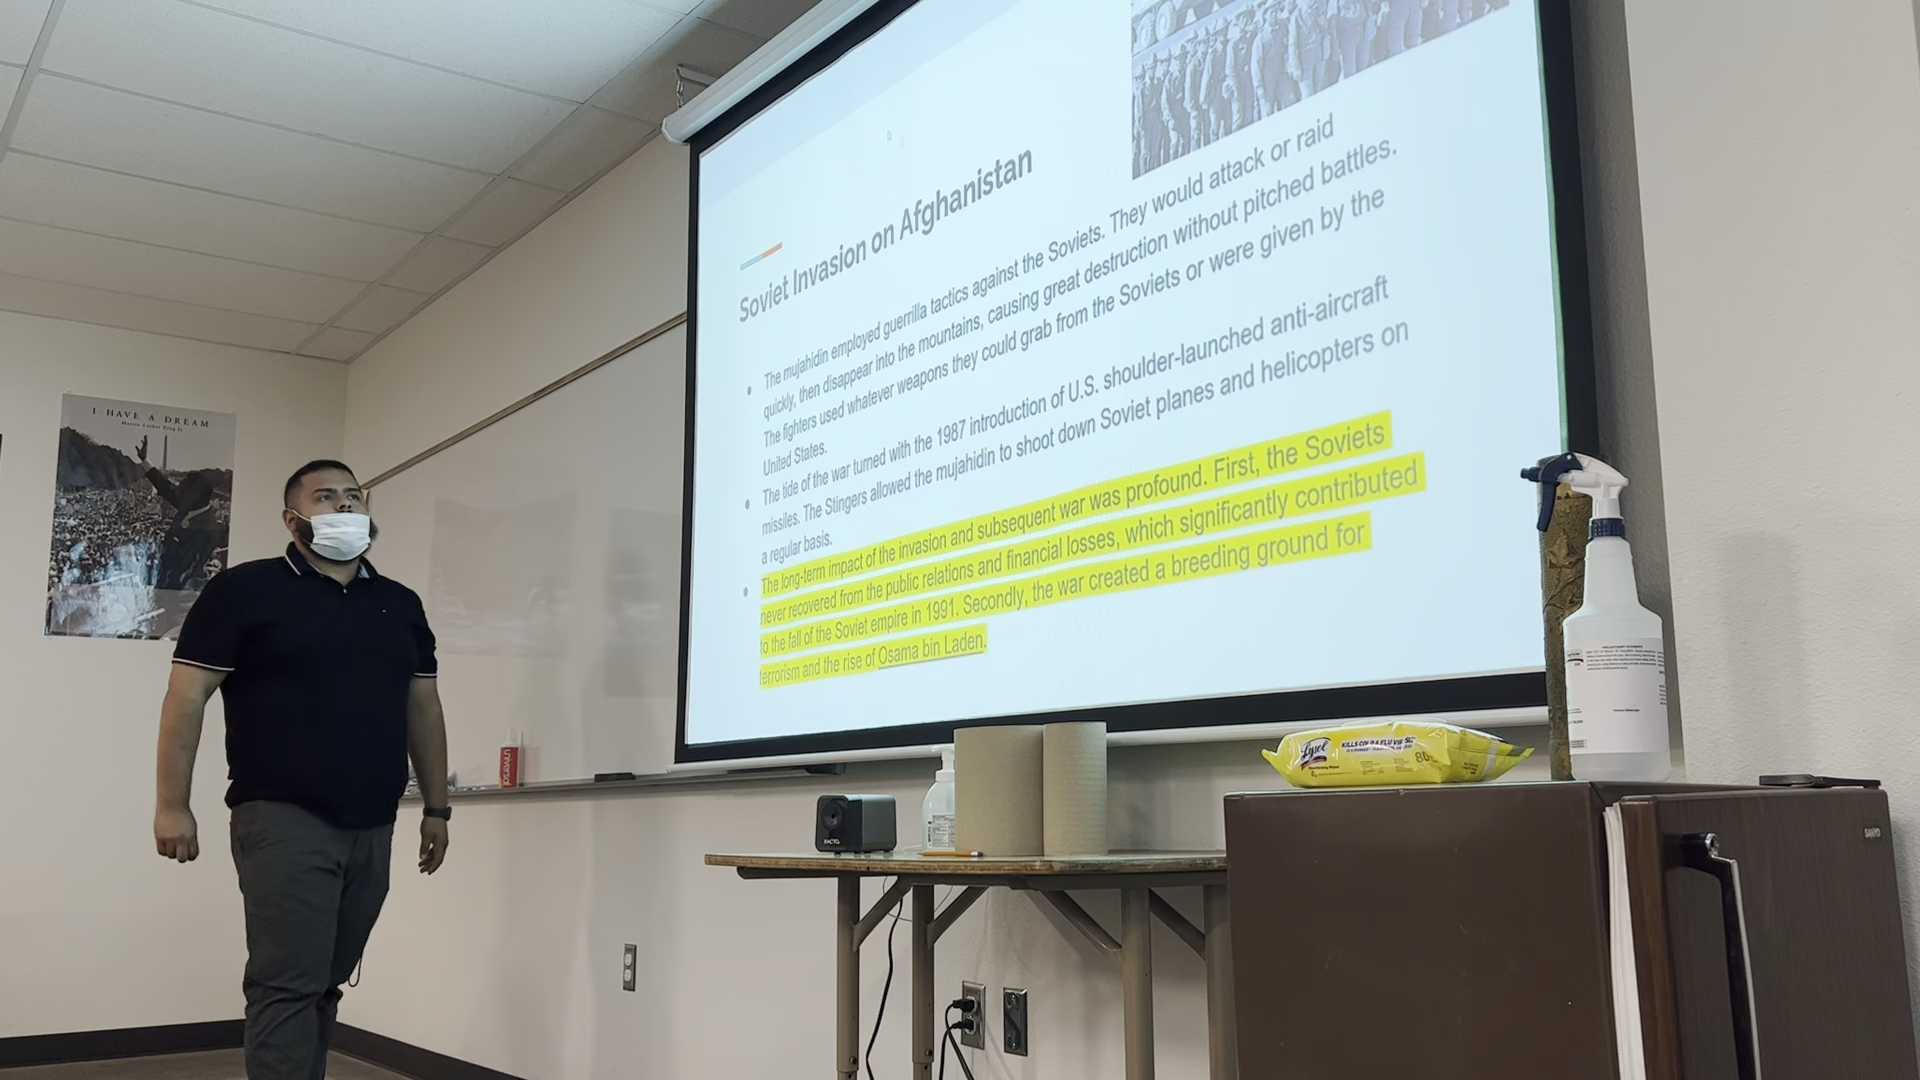 I HAVE A DREAM
Martin Luther King Jr.
Soviet Invasion on Afghanistan
The mujahidin employed guerrilla tactics against the Soviets. They would attack or raid
quickly, then disappear into the mountains, causing great destruction without pitched battles.
The fighters used whatever weapons they could grab from the Soviets or were given by the
United States.
The tide of the war turned with the 1987 introduction of U.S. shoulder-launched anti-aircraft
missiles. The Stingers allowed the mujahidin to shoot down Soviet planes and helicopters on
a regular basis.
The long-term impact of the invasion and subsequent war was profound. First, the Soviets
never recovered from the public relations and financial losses, which significantly contributed
to the fall of the Soviet empire in 1991. Secondly, the war created a breeding ground for
terrorism and the rise of Osama bin Laden.
Lysol
KILLS COLD & FLU VIRUSES
80
XACTO
SANYO